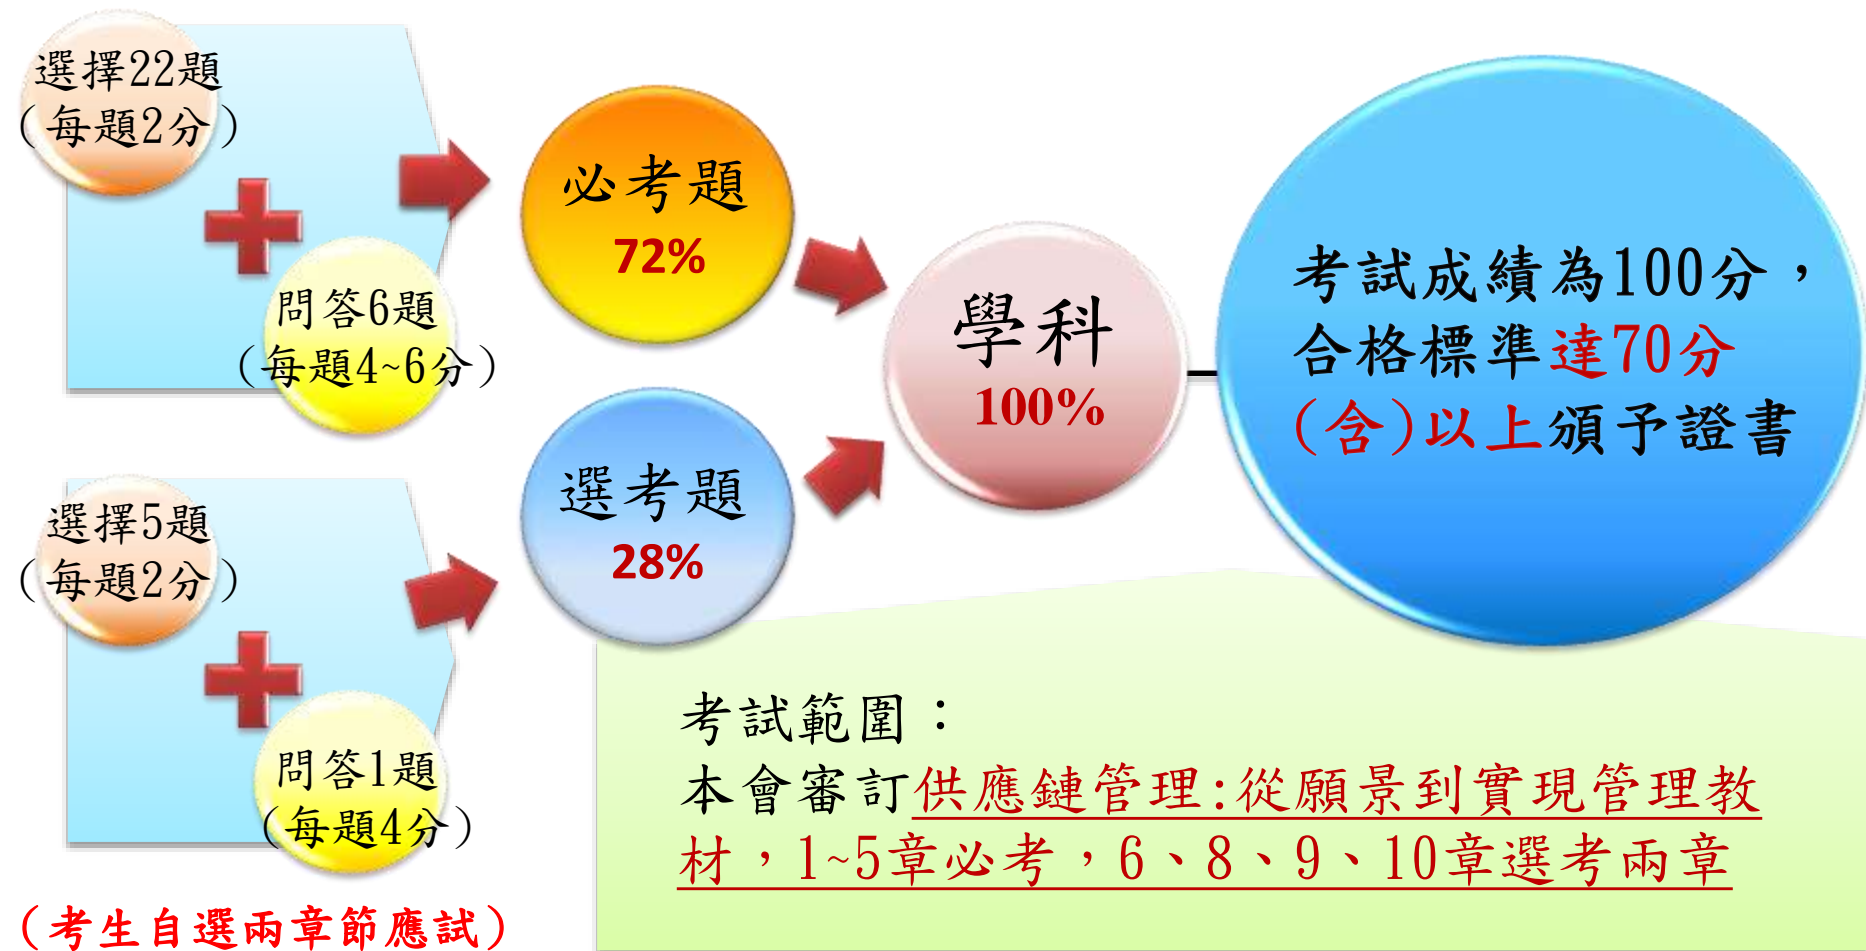 選擇22題
(每題2分)
問答6題
(每題4~6分)
必考題
72%
選擇5題
(每題2分)
問答1題
(每題4分)
(考生自選兩章節應試)
選考題
28%
學科
100%
考試成績為100分，
合格標準達70分
(含)以上頒予證書
考試範圍：
本會審訂供應鏈管理:從願景到實現管理教
材，1~5章必考，6、8、9、10章選考兩章